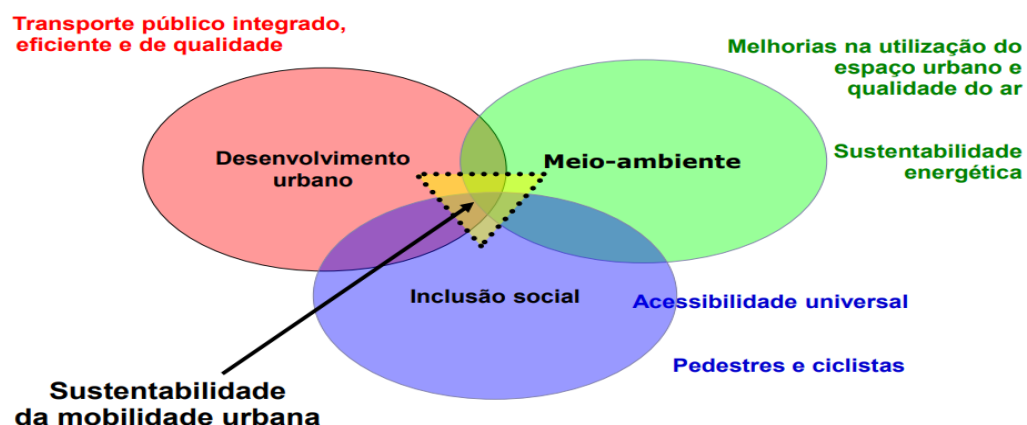 Transporte público integrado,
eficiente e de qualidade
Melhorias na utilização do
espaço urbano e
qualidade do ar
Desenvolvimento
urbano
Meio-ambiente
Sustentabilidade
energética
Inclusão social
Acessibilidade universal
Pedestres e ciclistas
Sustentabilidade
da mobilidade urbana